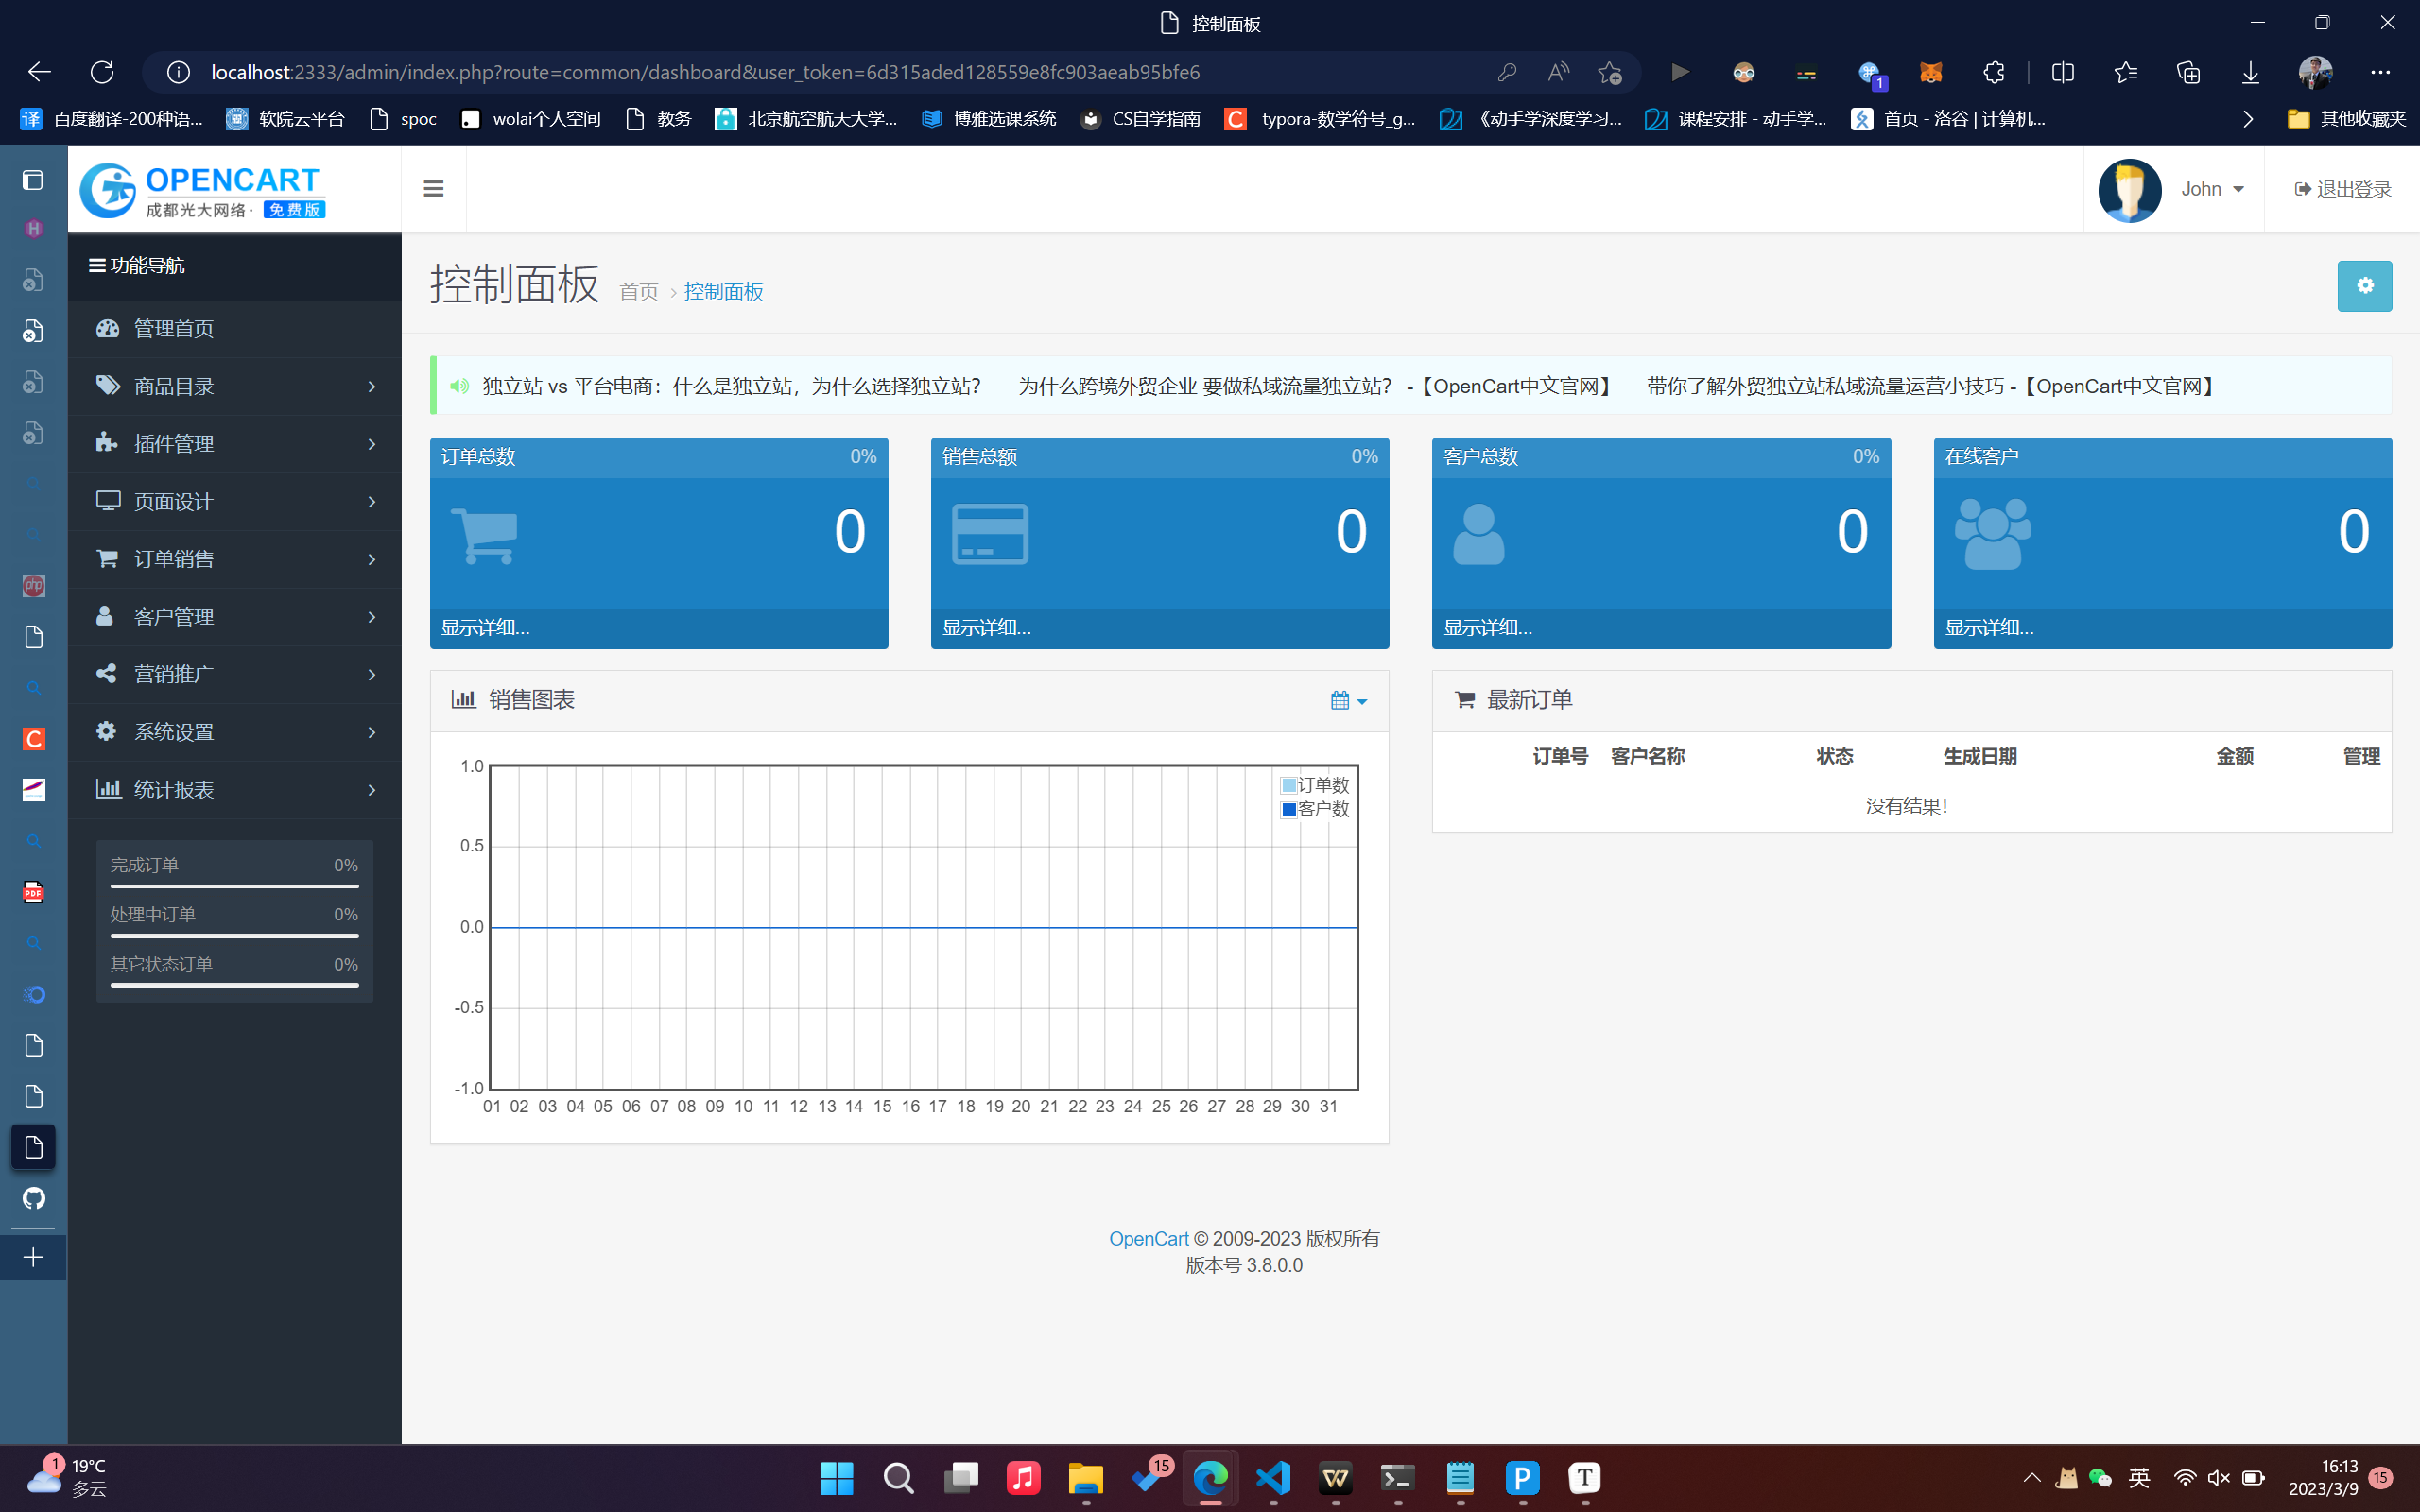 控制面板
localhost:2333/admin/index.php?route=common/dashboard&user_token=6d315aded128559e8fc903aeab95bfe6
1
译 百度翻译-200种语... 软院云平台 spoc wolai个人空间 教务 北京航空航天大学... 博雅选课系统 CS自学指南 C typora-数学符号_g... 《动手学深度学习... 课程安排 - 动手学... 首页 - 洛谷 | 计算机... 其他收藏夹
OPENCART
成都光大网络· 免费版
John 退出登录
功能导航
管理首页
商品目录
插件管理
页面设计
订单销售
客户管理
营销推广
系统设置
统计报表
完成订单 0%
处理中订单 0%
其它状态订单 0%
H
php
C
PDF
控制面板 首页 › 控制面板
独立站 vs 平台电商：什么是独立站，为什么选择独立站？ 为什么跨境外贸企业 要做私域流量独立站？ -【OpenCart中文官网】 带你了解外贸独立站私域流量运营小技巧 -【OpenCart中文官网】
订单总数 0%
0
显示详细...
销售总额 0%
0
显示详细...
客户总数 0%
0
显示详细...
在线客户
0
显示详细...
销售图表
1.0
0.5
0.0
-0.5
-1.0
订单数
客户数
01 02 03 04 05 06 07 08 09 10 11 12 13 14 15 16 17 18 19 20 21 22 23 24 25 26 27 28 29 30 31
最新订单
订单号 客户名称 状态 生成日期 金额 管理
没有结果！
OpenCart © 2009-2023 版权所有
版本号 3.8.0.0
1
19°C
多云
15
W
P
T
英
16:13
2023/3/9
15